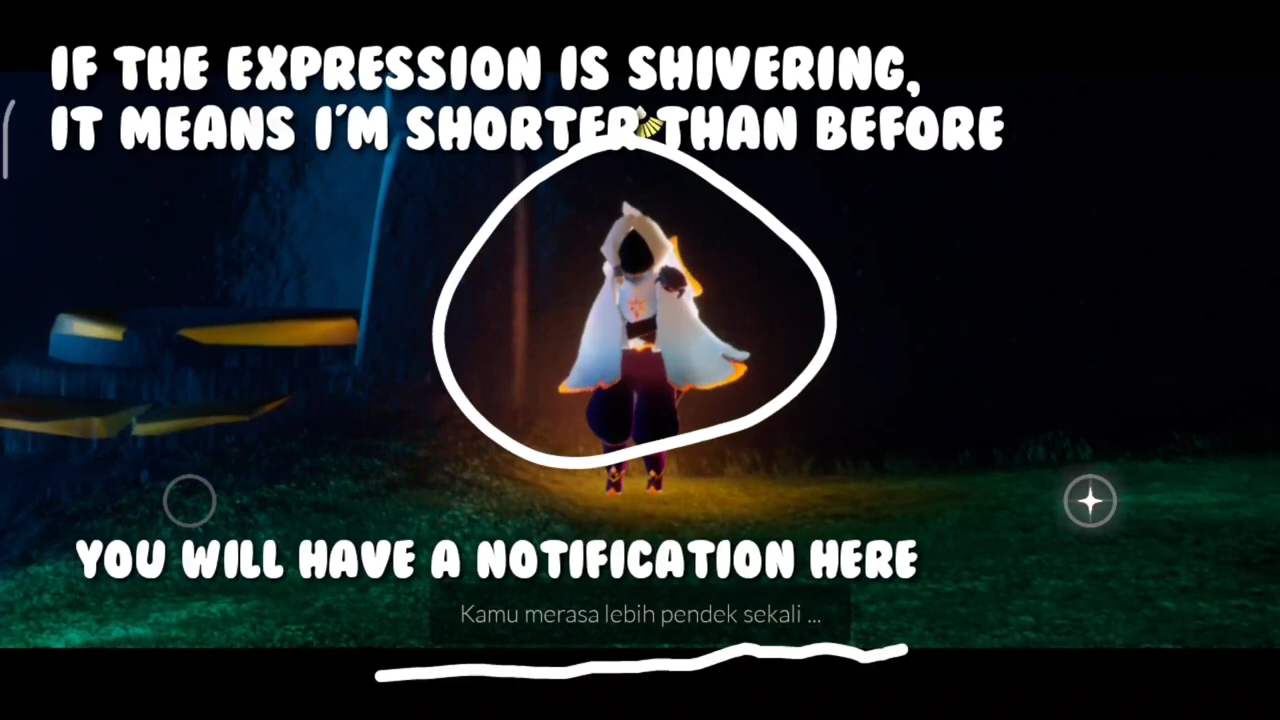 IF THE EXPRESSION IS SHIVERING,
IT MEANS I'M SHORTER THAN BEFORE
YOU WILL HAVE A NOTIFICATION HERE
Kamu merasa lebih pendek sekali ...